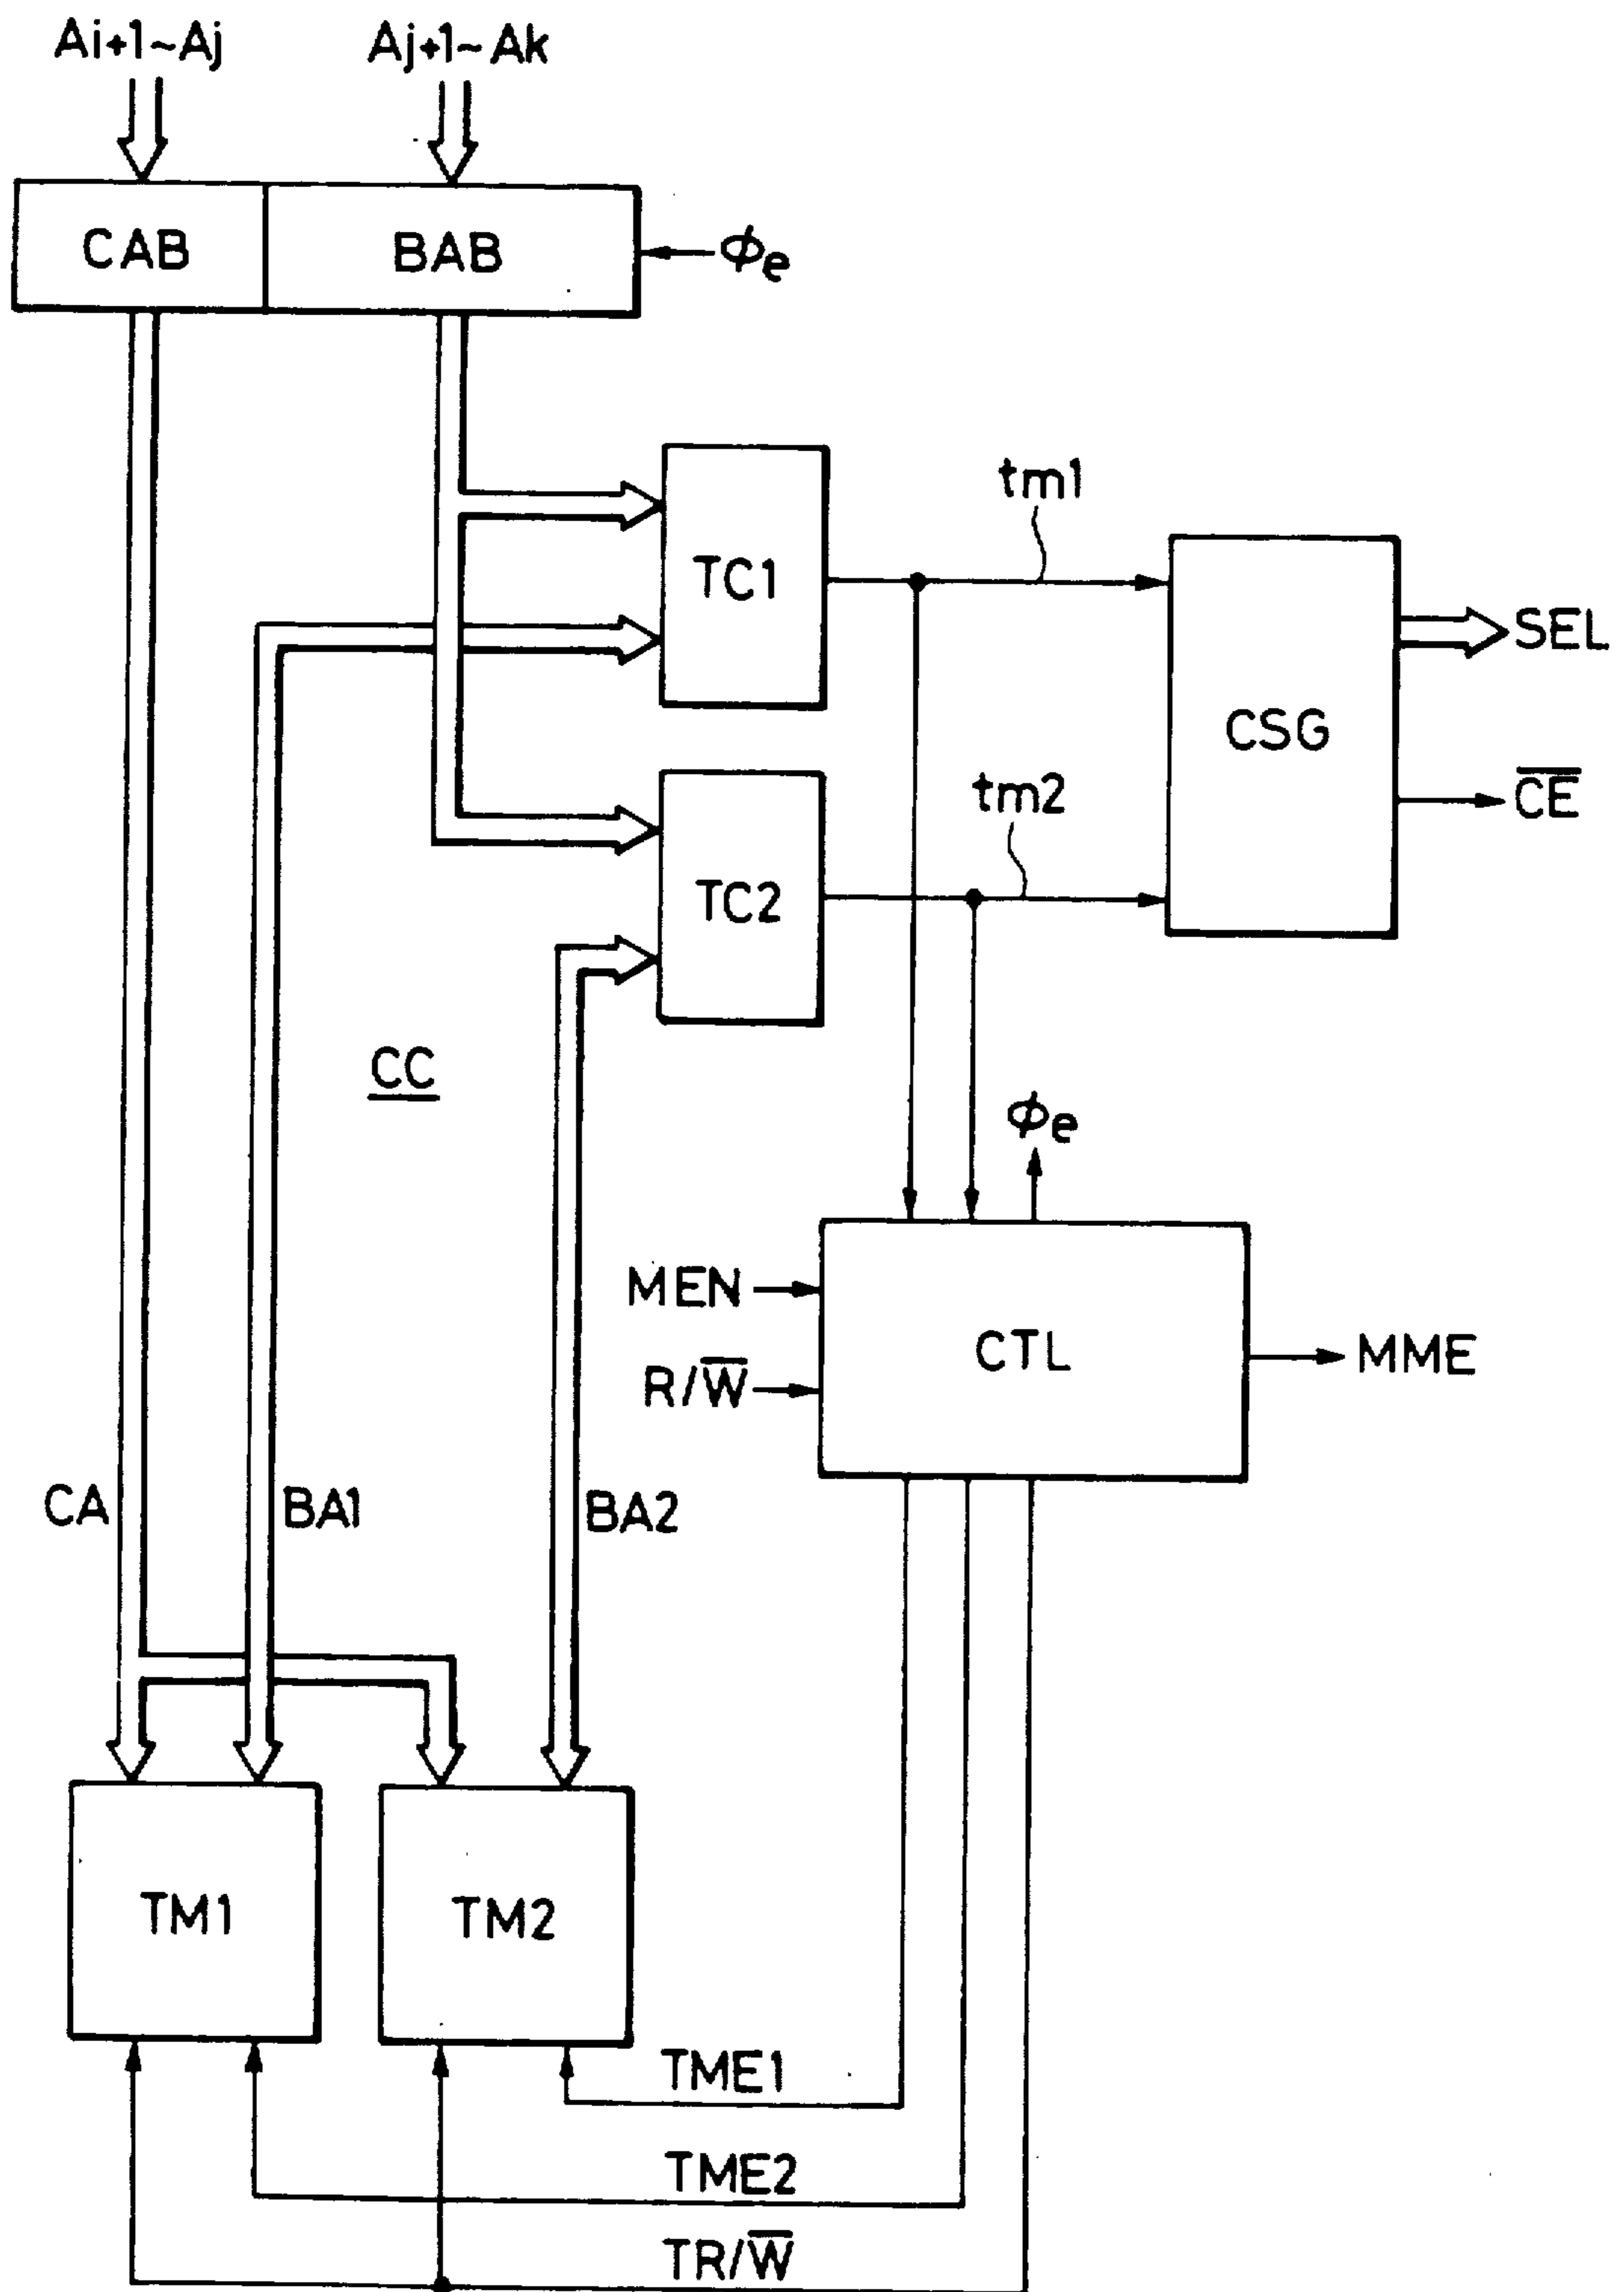 Ai+1~Aj Aj+1~Ak
CAB BAB ϕe
tm1
TC1
SEL
CSG
tm2
C̅E̅
TC2
CC
ϕe
MEN
CTL MME
R/W̅
CA BA1 BA2
TM1 TM2
TME1
TME2
TR/W̅